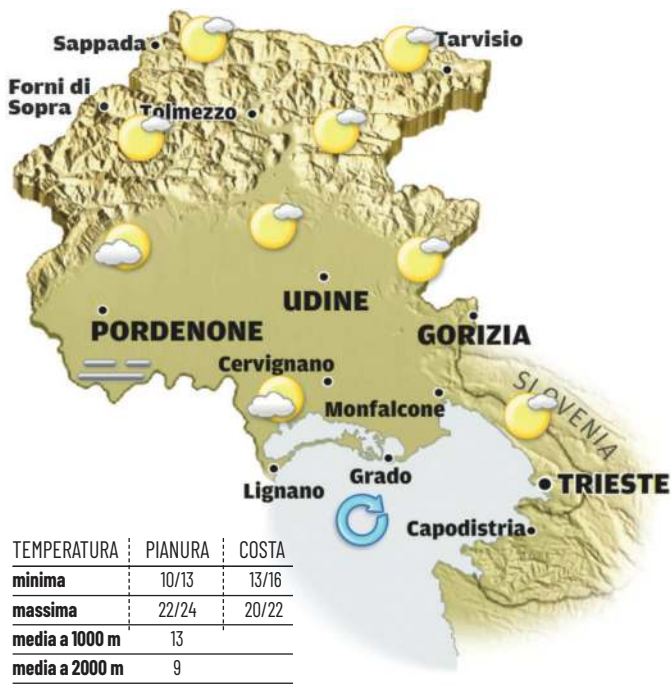 Sappada
Tarvisio
Forni di
Sopra
Tolmezzo
UDINE
PORDENONE
GORIZIA
Cervignano
SLOVENIA
Monfalcone
Lignano
Grado
TRIESTE
Capodistria
TEMPERATURA PIANURA COSTA
minima 10/13 13/16
massima 22/24 20/22
media a 1000 m 13
media a 2000 m 9